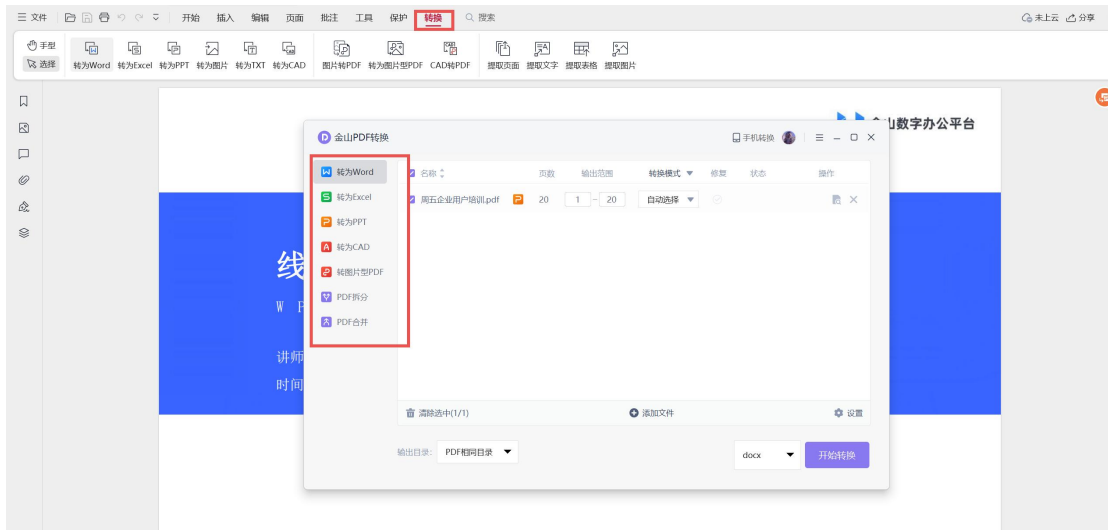 文件 开始 插入 编辑 页面 批注 工具 保护 转换 搜索 未上云 分享
手型
选择 转为Word 转为Excel 转为PPT 转为图片 转为TXT 转为CAD 图片转PDF 转为图片型PDF CAD转PDF 提取页面 提取文字 提取表格 提取图片
山数字办公平台
金山PDF转换 手机转换
转为Word 名称 页数 输出范围 转换模式 修复 状态 操作
转为Excel 周五企业用户培训.pdf 20 1 - 20 自动选择
转为PPT
转为CAD
转图片型PDF
PDF拆分
PDF合并
线
W P
讲师
时间
清除选中(1/1) 添加文件 设置
输出目录: PDF相同目录 docx 开始转换